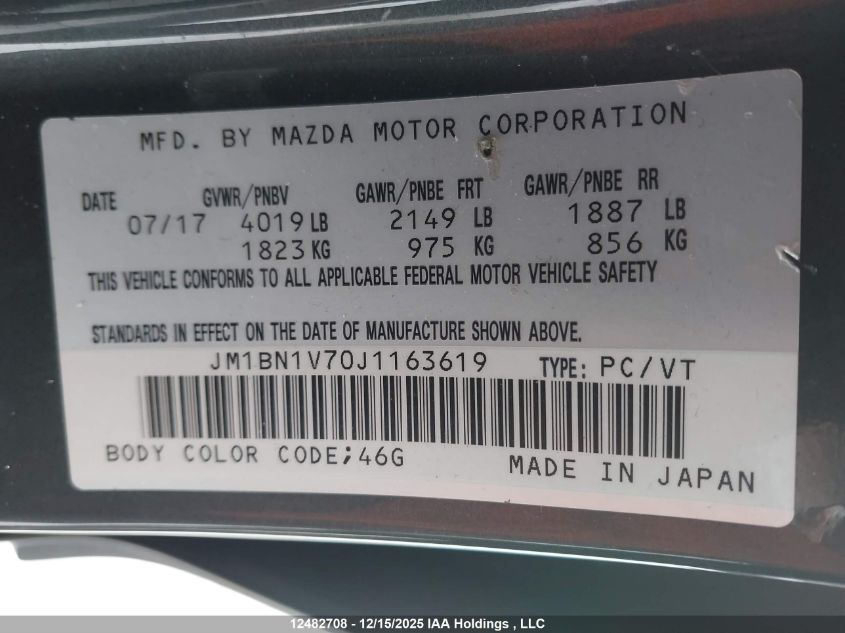 MFD. BY MAZDA MOTOR CORPORATION
DATE GVWR/PNBV GAWR/PNBE FRT GAWR/PNBE RR
07/17 4019 LB 2149 LB 1887 LB
1823 KG 975 KG 856 KG
THIS VEHICLE CONFORMS TO ALL APPLICABLE FEDERAL MOTOR VEHICLE SAFETY
STANDARDS IN EFFECT ON THE DATE OF MANUFACTURE SHOWN ABOVE.
JM1BN1V70J1163619 TYPE: PC/VT
BODY COLOR CODE;46G MADE IN JAPAN
12482708 - 12/15/2025 IAA Holdings , LLC